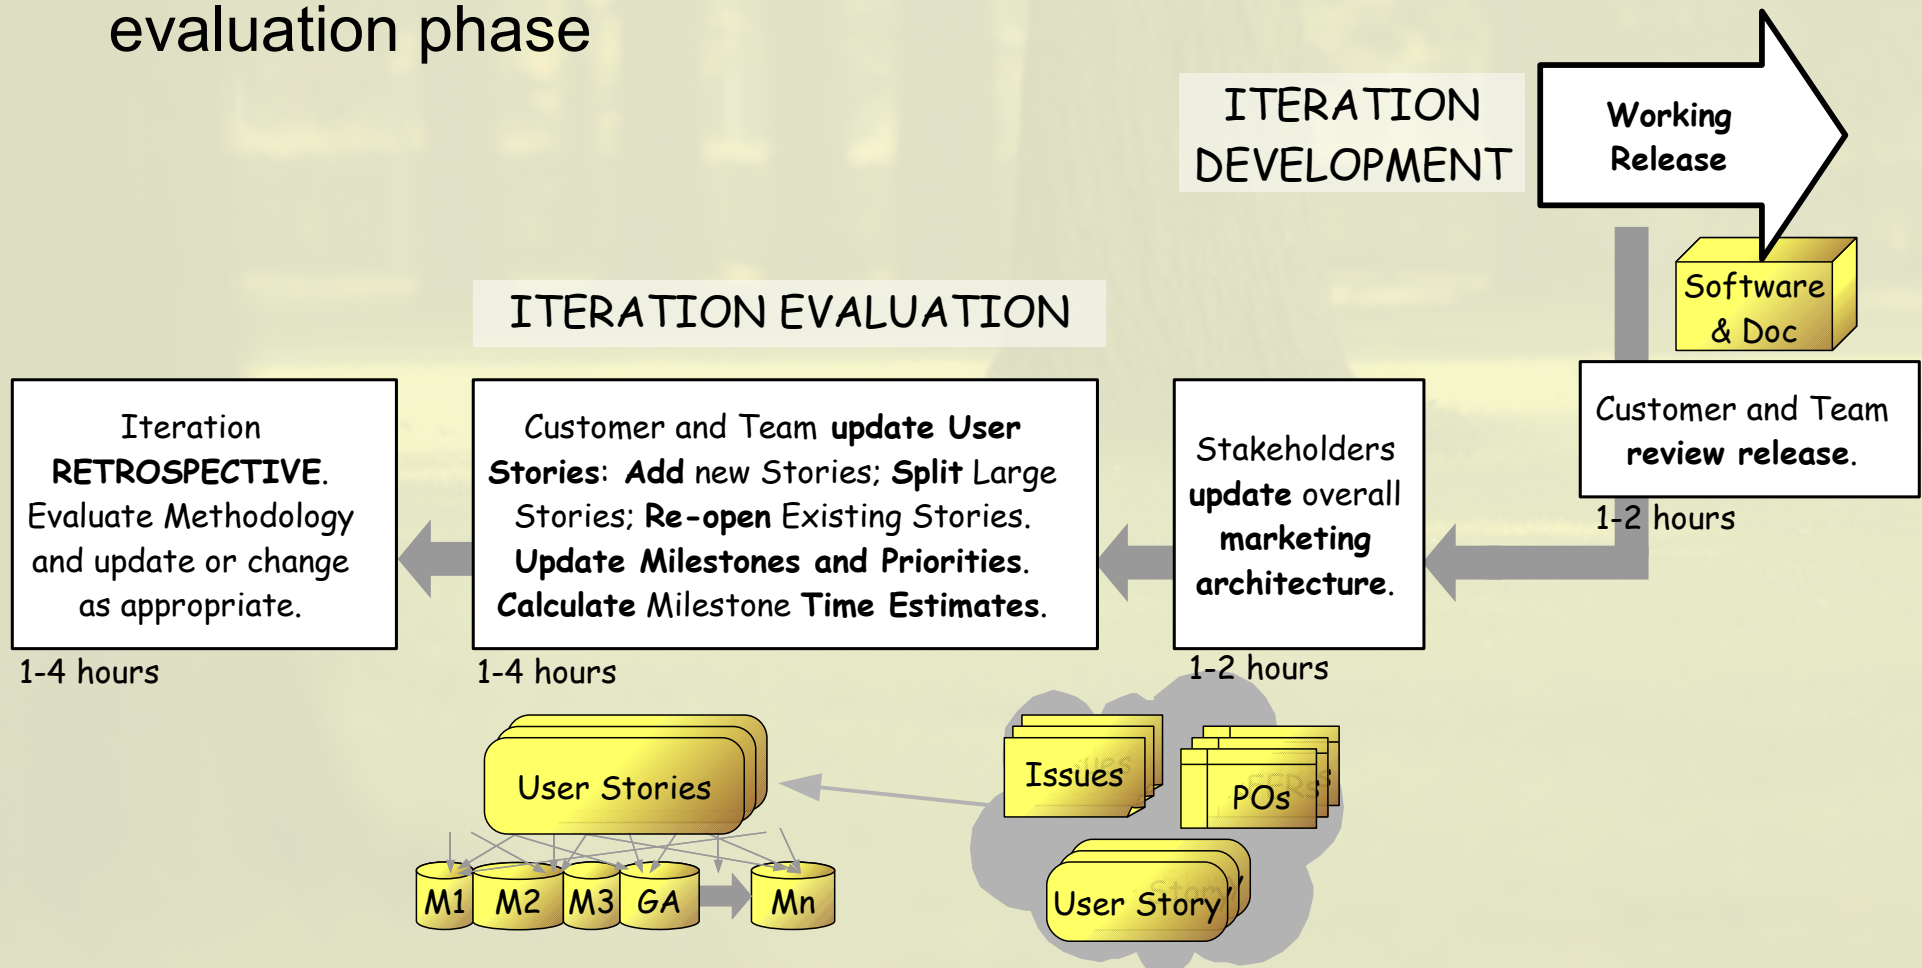 evaluation phase
ITERATION
DEVELOPMENT
Working
Release
Software
& Doc
ITERATION EVALUATION
Iteration
RETROSPECTIVE.
Evaluate Methodology
and update or change
as appropriate.
1-4 hours
Customer and Team update User
Stories: Add new Stories; Split Large
Stories; Re-open Existing Stories.
Update Milestones and Priorities.
Calculate Milestone Time Estimates.
1-4 hours
Stakeholders
update overall
marketing
architecture.
1-2 hours
Customer and Team
review release.
1-2 hours
User Stories
M1 M2 M3 GA Mn
Issues
POs
User Story